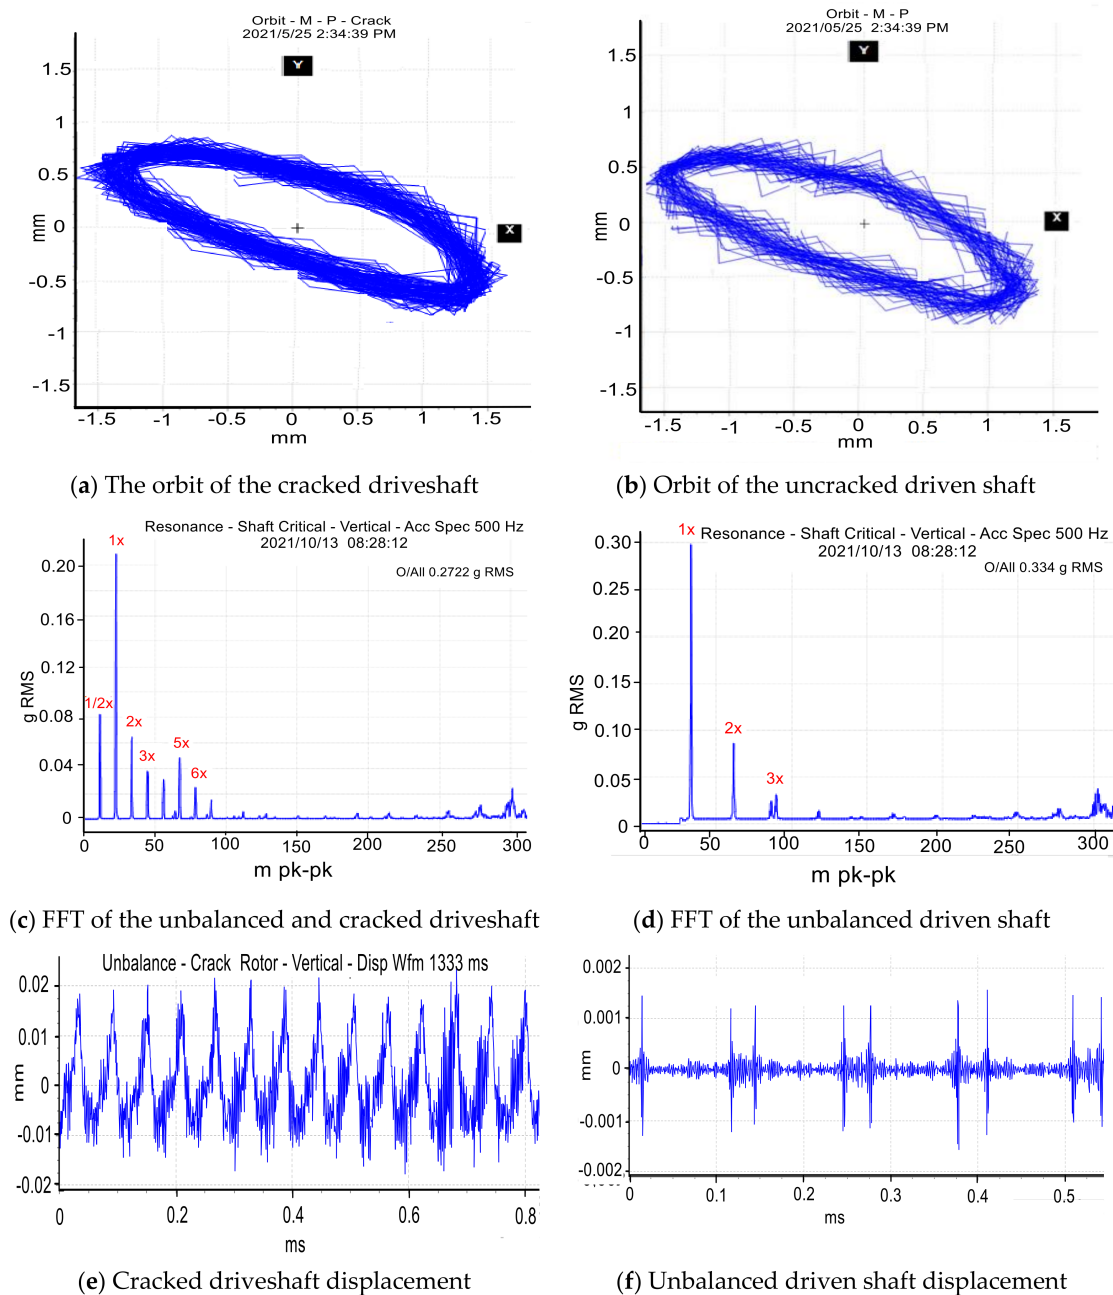 Orbit - M - P - Crack
2021/5/25 2:34:39 PM
Y
1.5
1
0.5
0
-0.5
-1
-1.5
mm
X
-1.5 -1 -0.5 0 0.5 1 1.5
mm
(a) The orbit of the cracked driveshaft
Orbit - M - P
2021/05/25 2:34:39 PM
Y
1.5
1
0.5
0
-0.5
-1
-1.5
mm
X
-1.5 -1 -0.5 0 0.5 1 1.5
mm
(b) Orbit of the uncracked driven shaft
Resonance - Shaft Critical - Vertical - Acc Spec 500 Hz
2021/10/13 08:28:12
O/All 0.2722 g RMS
1x
1/2x
2x
3x
5x
6x
0.20
0.16
0.20
0.08
0.04
0
g RMS
0 50 100 150 200 250 300
m pk-pk
(c) FFT of the unbalanced and cracked driveshaft
Resonance - Shaft Critical - Vertical - Acc Spec 500 Hz
2021/10/13 08:28:12
O/All 0.334 g RMS
1x
2x
3x
0.30
0.20
0.30
0.10
0.05
0
g RMS
0 50 100 150 200 250 300
m pk-pk
(d) FFT of the unbalanced driven shaft
Unbalance - Crack Rotor - Vertical - Disp Wfm 1333 ms
0.02
0.01
0
-0.01
-0.02
mm
0 0.2 0.4 0.6 0.8
ms
(e) Cracked driveshaft displacement
0.002
0.001
0
-0.001
-0.002
mm
0 0.1 0.2 0.3 0.4 0.5
ms
(f) Unbalanced driven shaft displacement